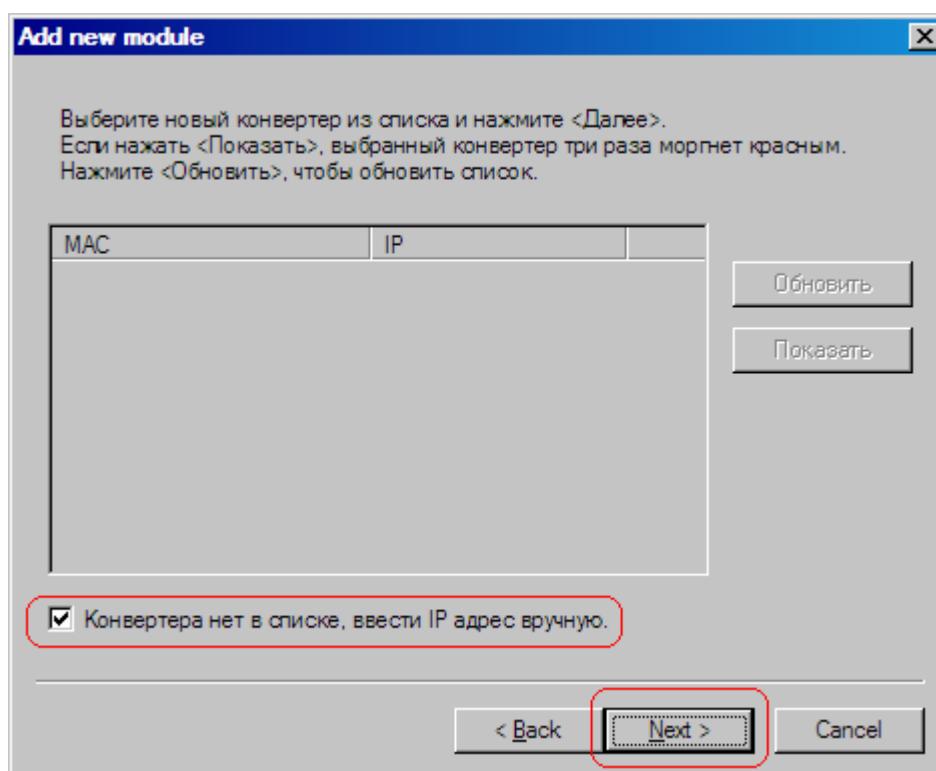 Add new module
Выберите новый конвертер из списка и нажмите <Далее>.
Если нажать <Показать>, выбранный конвертер три раза моргнет красным.
Нажмите <Обновить>, чтобы обновить список.
MAC IP
Обновить
Показать
Конвертера нет в списке, ввести IP адрес вручную.
< Back Next > Cancel